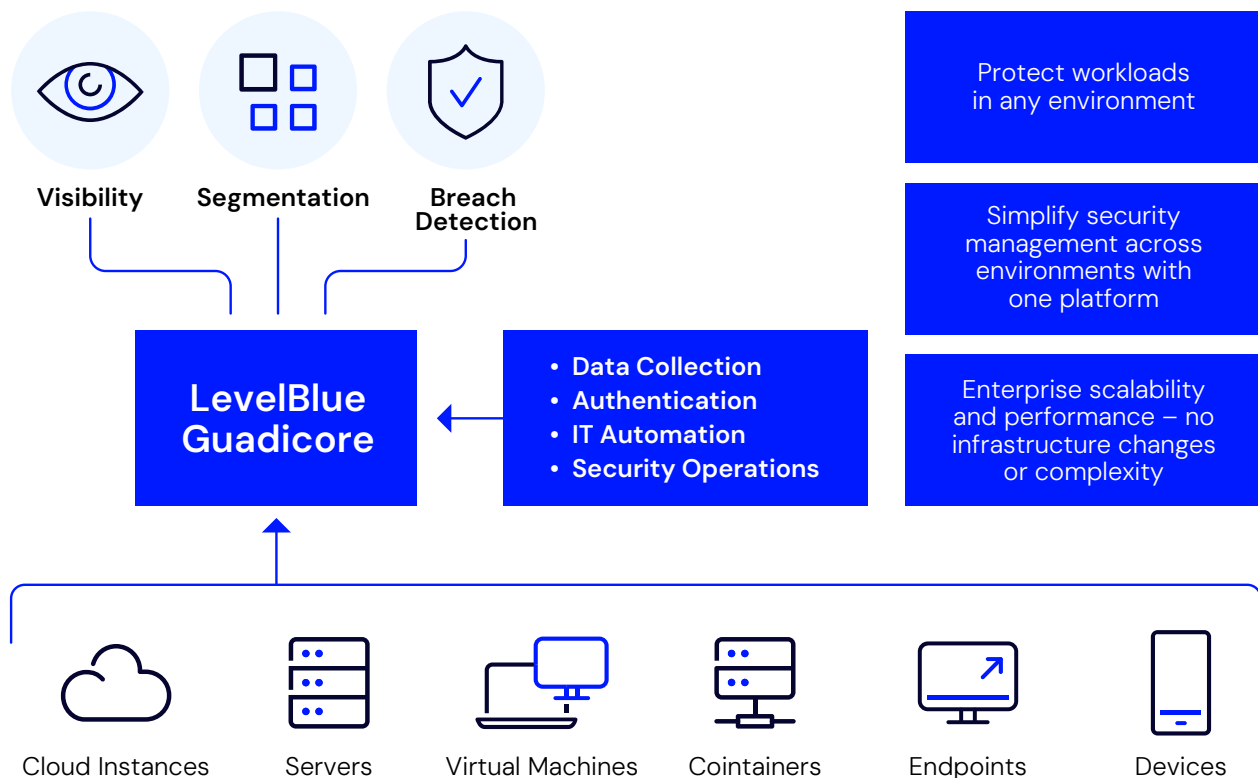 Visibility
Segmentation
Breach
Detection
LevelBlue
Guadicore
• Data Collection
• Authentication
• IT Automation
• Security Operations
Protect workloads
in any environment
Simplify security
management across
environments with
one platform
Enterprise scalability
and performance – no
infrastructure changes
or complexity
Cloud Instances
Servers
Virtual Machines
Cointainers
Endpoints
Devices